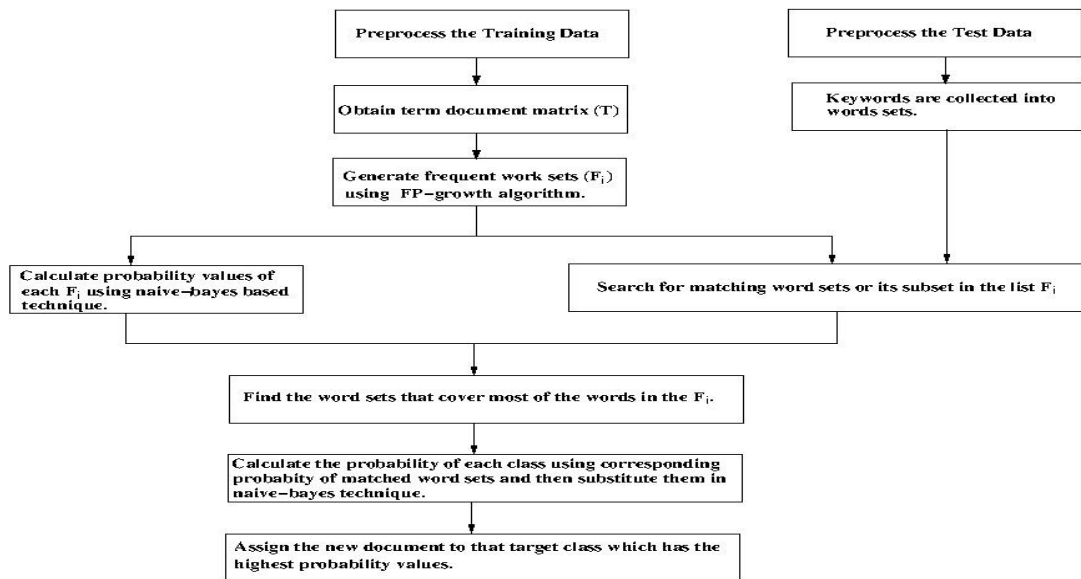 Preprocess the Training Data
Preprocess the Test Data
Obtain term document matrix (T)
Keywords are collected into
words sets.
Generate frequent work sets (Fi)
using FP-growth algorithm.
Calculate probability values of
each Fi using naive-bayes based
technique.
Search for matching word sets or its subset in the list Fi
Find the word sets that cover most of the words in the Fi.
Calculate the probability of each class using corresponding
probabity of matched word sets and then substitute them in
naive-bayes technique.
Assign the new document to that target class which has the
highest probability values.